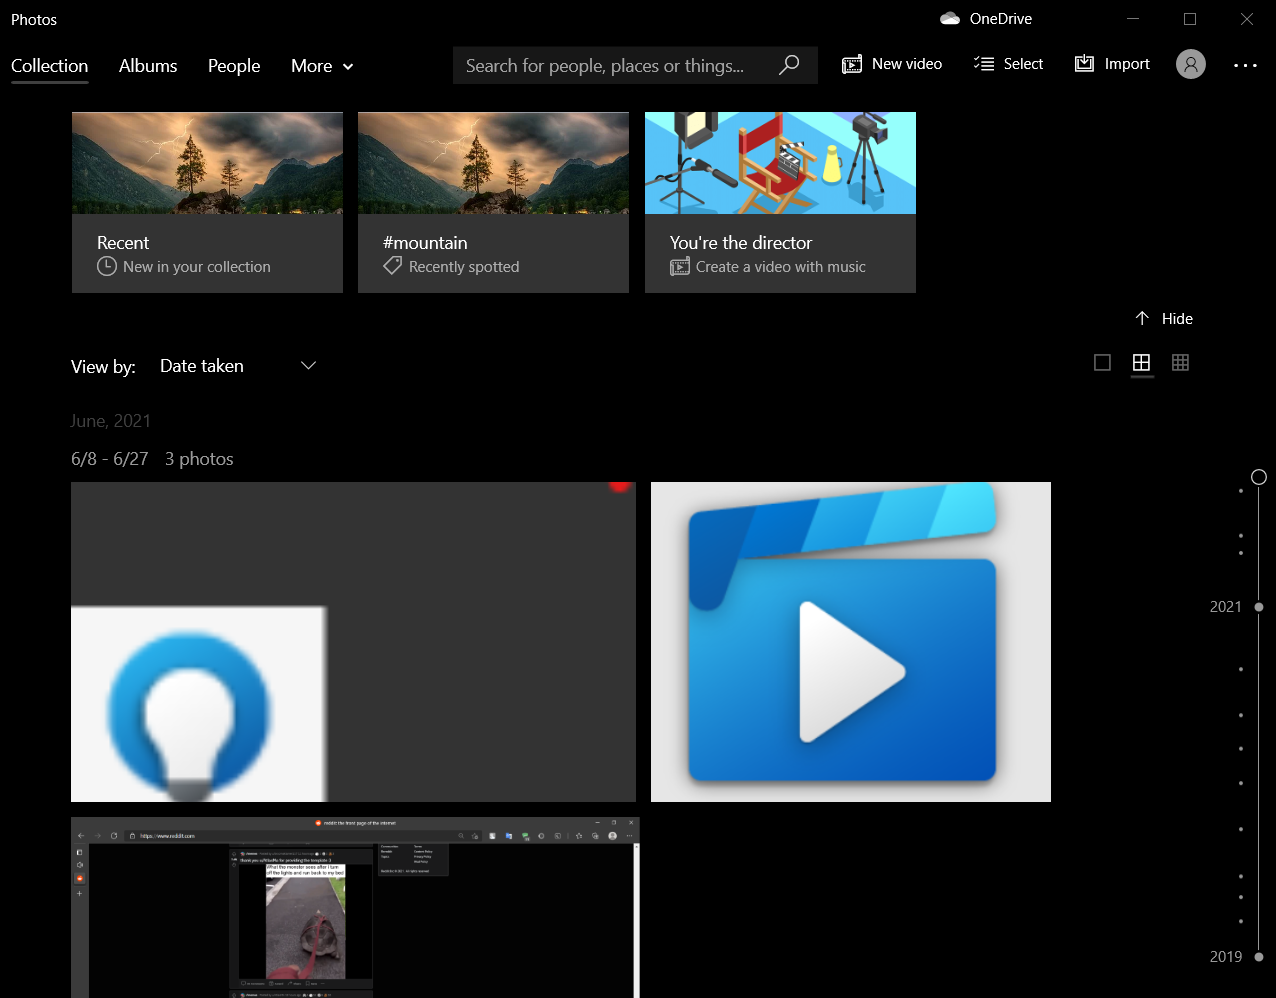 Photos
OneDrive
Collection Albums People More
Search for people, places or things...
New video Select Import
Recent
New in your collection
#mountain
Recently spotted
You're the director
Create a video with music
Hide
View by: Date taken
June, 2021
6/8 - 6/27 3 photos
2021
2019
reddit: the front page of the internet
https://www.reddit.com
What the monster sees after I turn
off the lights and run back to my bed